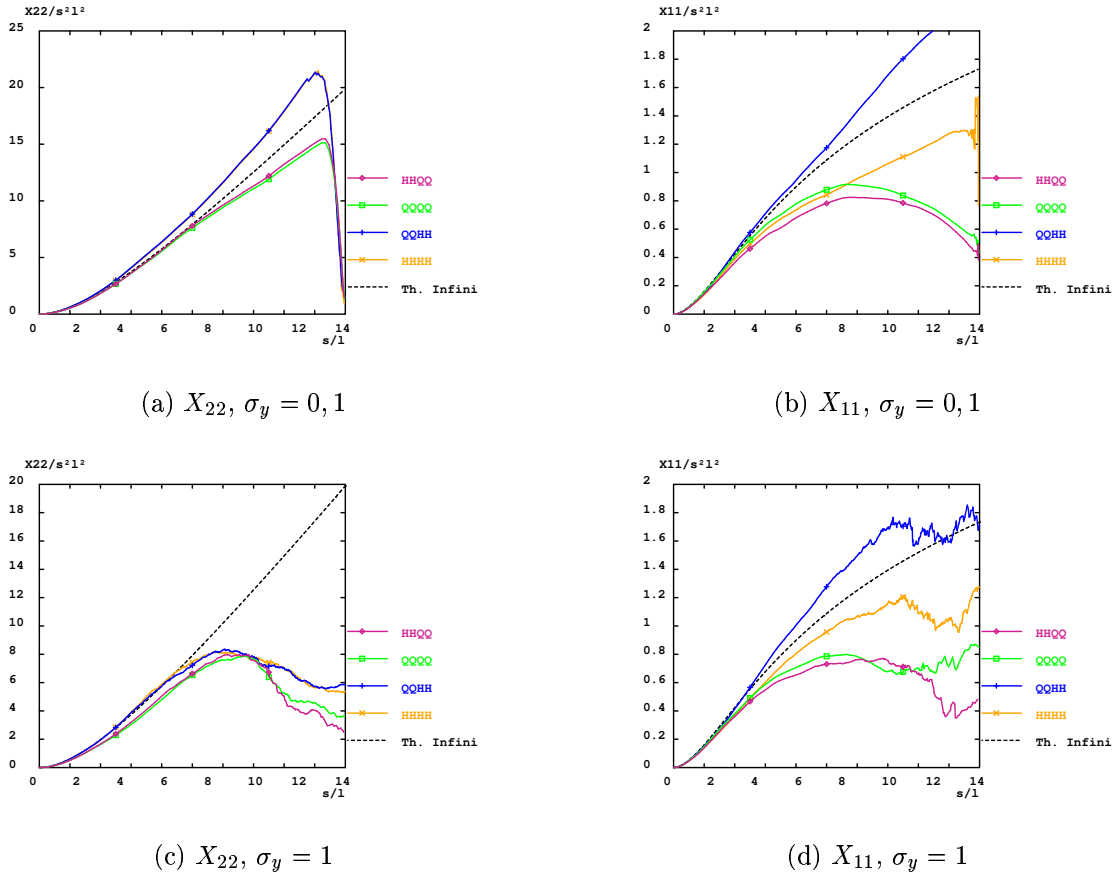 X22/s²l²
25
20
15
10
5
0
0 2 4 6 8 10 12 14
s/l
HHQQ
QQQQ
QQHH
HHHH
Th. Infini
(a) X₂₂, σ_y = 0,1
X11/s²l²
2
1.8
1.6
1.4
1.2
1
0.8
0.6
0.4
0.2
0
0 2 4 6 8 10 12 14
s/l
HHQQ
QQQQ
QQHH
HHHH
Th. Infini
(b) X₁₁, σ_y = 0,1
X22/s²l²
20
18
16
14
12
10
8
6
4
2
0
0 2 4 6 8 10 12 14
s/l
HHQQ
QQQQ
QQHH
HHHH
Th. Infini
(c) X₂₂, σ_y = 1
X11/s²l²
2
1.8
1.6
1.4
1.2
1
0.8
0.6
0.4
0.2
0
0 2 4 6 8 10 12 14
s/l
HHQQ
QQQQ
QQHH
HHHH
Th. Infini
(d) X₁₁, σ_y = 1